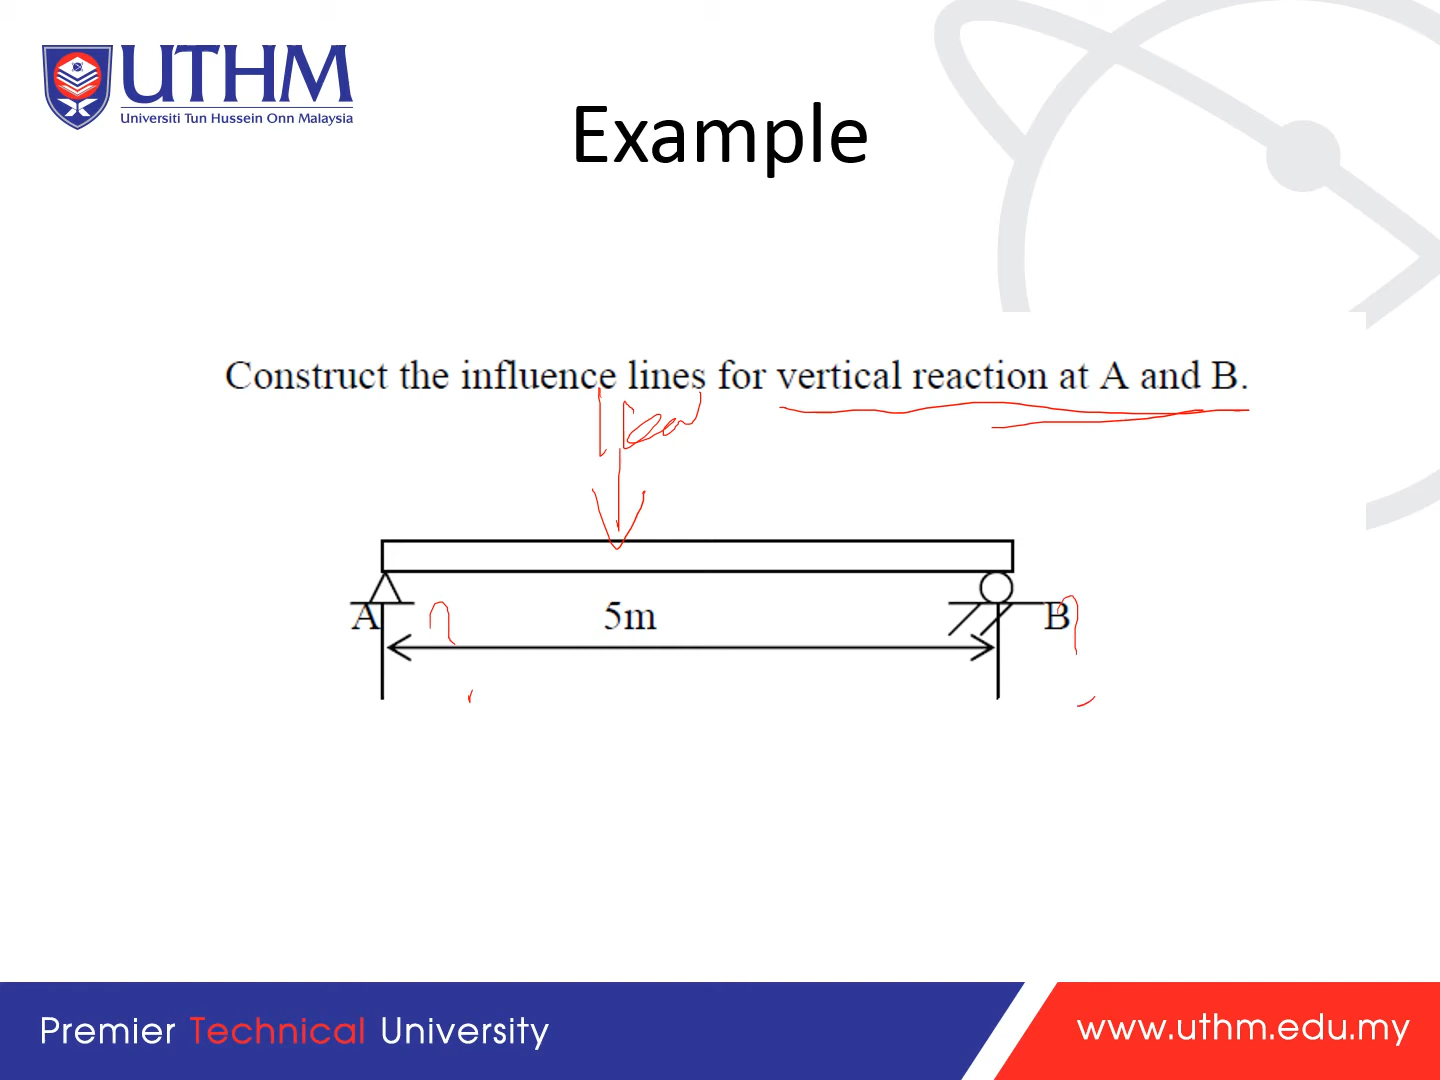 UTHM
Universiti Tun Hussein Onn Malaysia
Example
Construct the influence lines for vertical reaction at A and B.
A
5m
B
Premier Technical University
www.uthm.edu.my